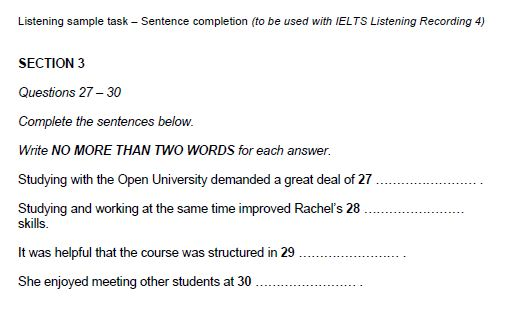 Listening sample task – Sentence completion (to be used with IELTS Listening Recording 4)
SECTION 3
Questions 27 – 30
Complete the sentences below.
Write NO MORE THAN TWO WORDS for each answer.
Studying with the Open University demanded a great deal of 27 ........................ .
Studying and working at the same time improved Rachel's 28 ........................
skills.
It was helpful that the course was structured in 29 ........................ .
She enjoyed meeting other students at 30 ........................ .